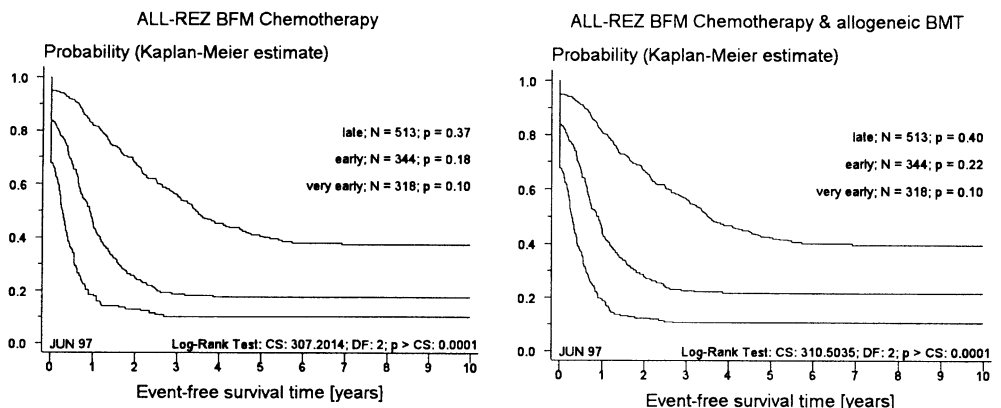 ALL-REZ BFM Chemotherapy
Probability (Kaplan-Meier estimate)
1.0
0.8
0.6
0.4
0.2
0.0
late; N = 513; p = 0.37
early; N = 344; p = 0.18
very early; N = 318; p = 0.10
JUN 97
Log-Rank Test: CS: 307.2014; DF: 2; p > CS: 0.0001
0 1 2 3 4 5 6 7 8 9 10
Event-free survival time [years]
ALL-REZ BFM Chemotherapy & allogeneic BMT
Probability (Kaplan-Meier estimate)
1.0
0.8
0.6
0.4
0.2
0.0
late; N = 513; p = 0.40
early; N = 344; p = 0.22
very early; N = 318; p = 0.10
JUN 97
Log-Rank Test: CS: 310.5035; DF: 2; p > CS: 0.0001
0 1 2 3 4 5 6 7 8 9 10
Event-free survival time [years]